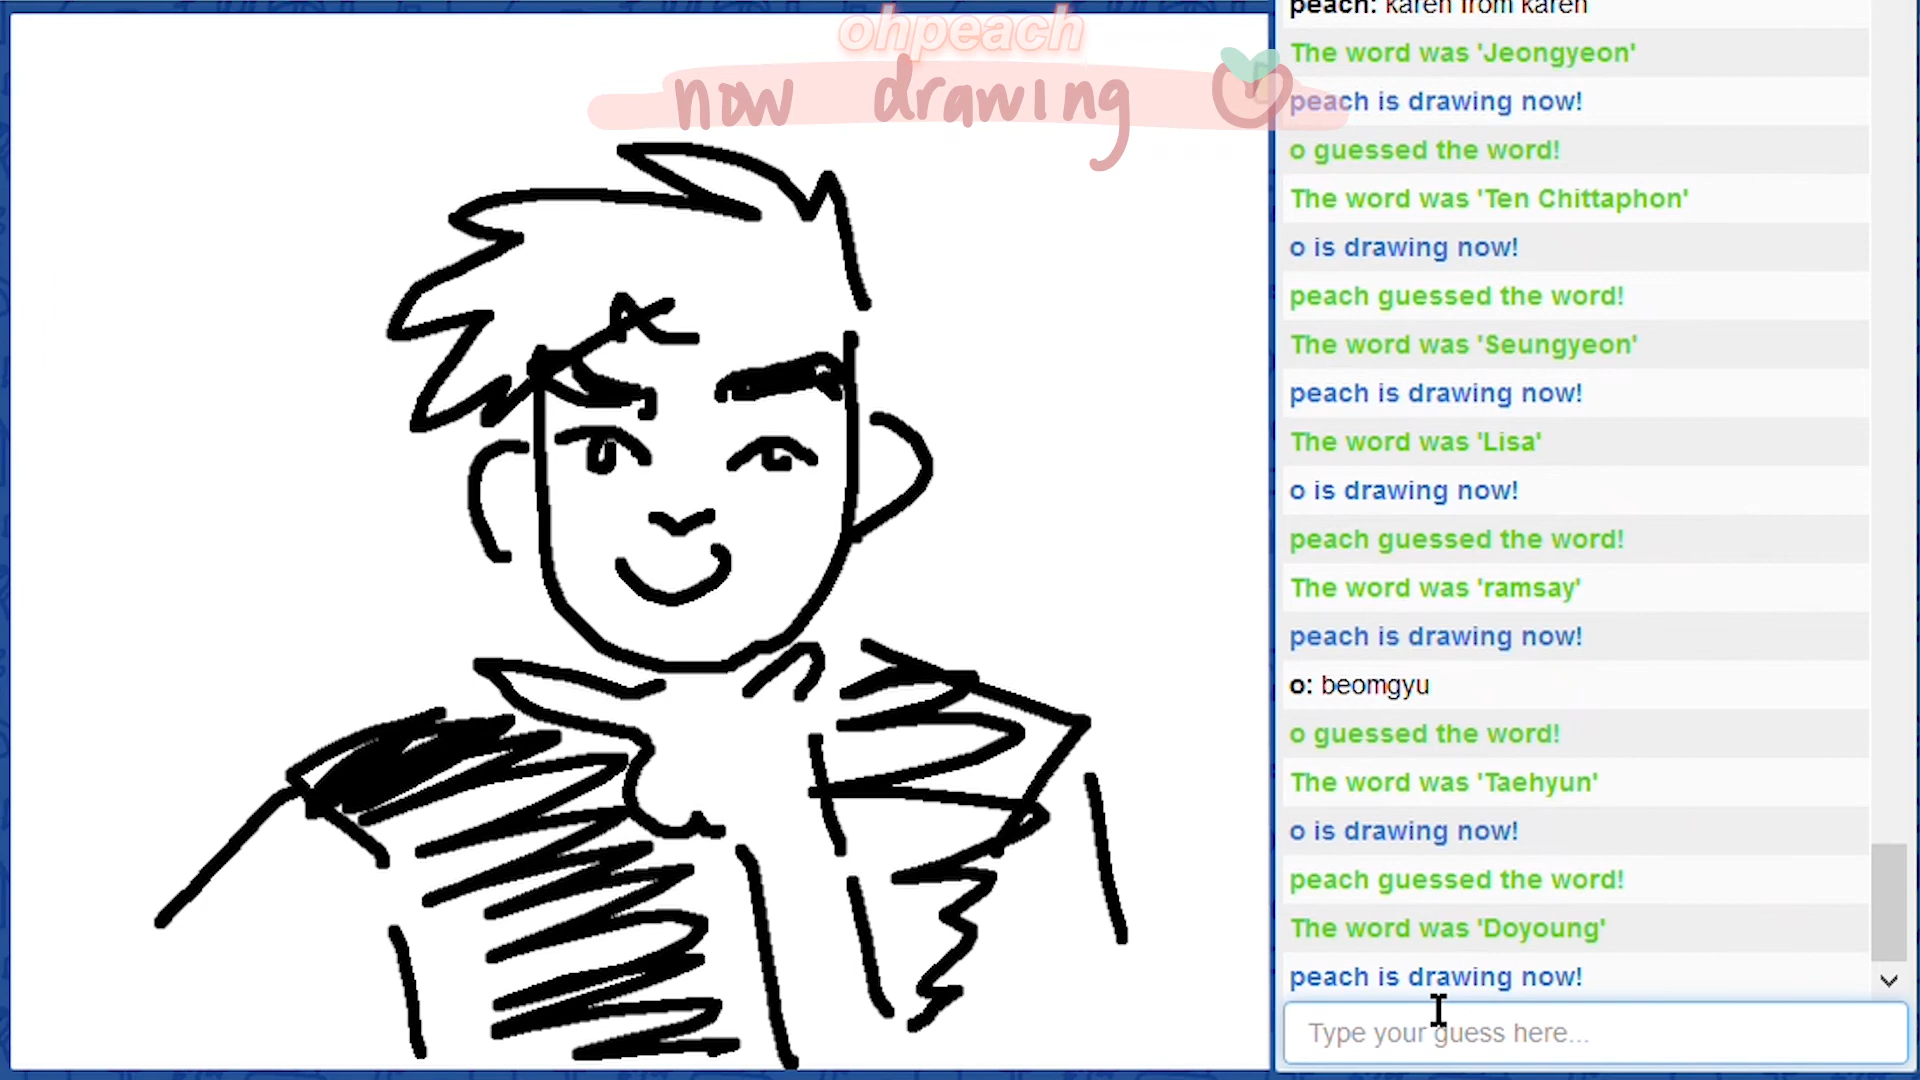 ohpeach
now drawing
peach: karen from karen
The word was 'Jeongyeon'
peach is drawing now!
o guessed the word!
The word was 'Ten Chittaphon'
o is drawing now!
peach guessed the word!
The word was 'Seungyeon'
peach is drawing now!
The word was 'Lisa'
o is drawing now!
peach guessed the word!
The word was 'ramsay'
peach is drawing now!
o: beomgyu
o guessed the word!
The word was 'Taehyun'
o is drawing now!
peach guessed the word!
The word was 'Doyoung'
peach is drawing now!
Type your guess here...